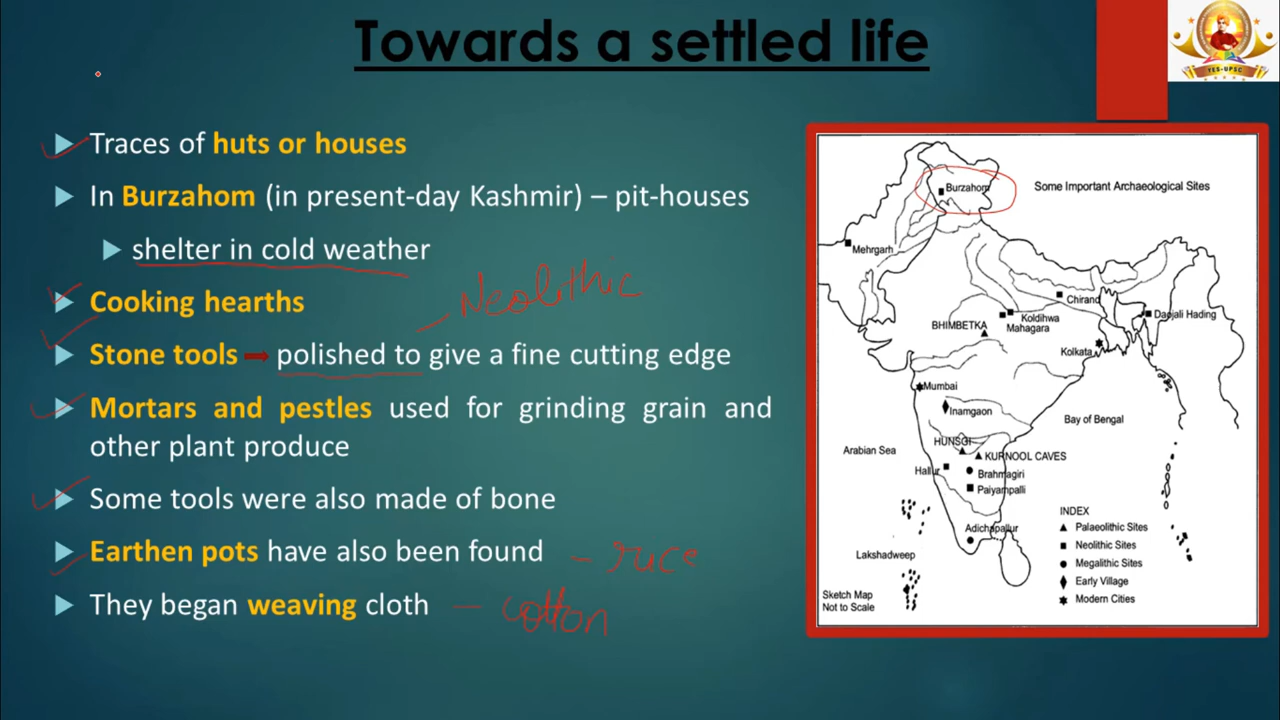 Towards a settled life
YES-UPSC
Traces of huts or houses
In Burzahom (in present-day Kashmir) – pit-houses
shelter in cold weather
Neolithic
Cooking hearths
Stone tools ➡ polished to give a fine cutting edge
Mortars and pestles used for grinding grain and
other plant produce
Some tools were also made of bone
Earthen pots have also been found – rice
They began weaving cloth – cotton
Some Important Archaeological Sites
Burzahom
Mehrgarh
Chirand
Daojali Hading
Koldihwa
BHIMBETKA
Mahagara
Kolkata
Mumbai
Inamgaon
Bay of Bengal
HUNSGI
Arabian Sea
KURNOOL CAVES
Hallur
Brahmagiri
Paiyampalli
Adichapallur
Lakshadweep
INDEX
Palaeolithic Sites
Neolithic Sites
Megalithic Sites
Early Village
Modern Cities
Sketch Map
Not to Scale